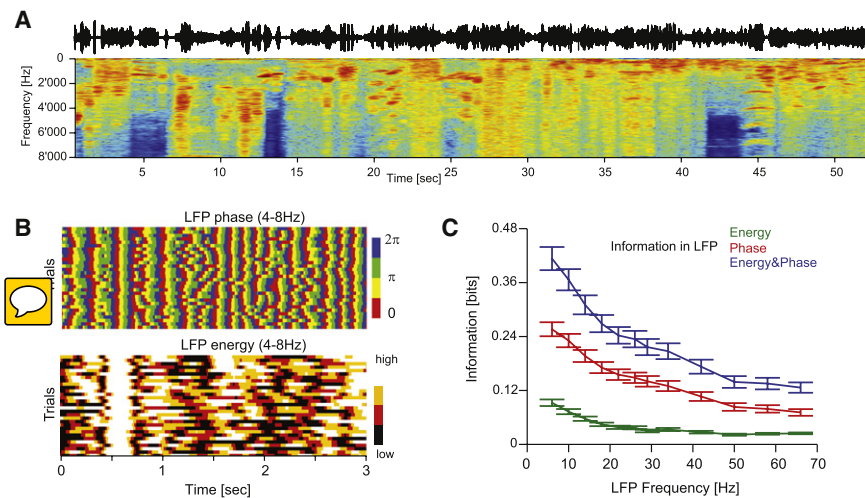 A
Frequency [Hz]
0
2'000
4'000
6'000
8'000
5
10
15
20
25
30
35
40
45
50
Time [sec]
B
LFP phase (4-8Hz)
2π
π
0
LFP energy (4-8Hz)
Trials
high
low
0
1
2
3
Time [sec]
C
Energy
Information in LFP
Phase
Energy&Phase
Information [bits]
0.48
0.36
0.24
0.12
0
0
10
20
30
40
50
60
70
LFP Frequency [Hz]